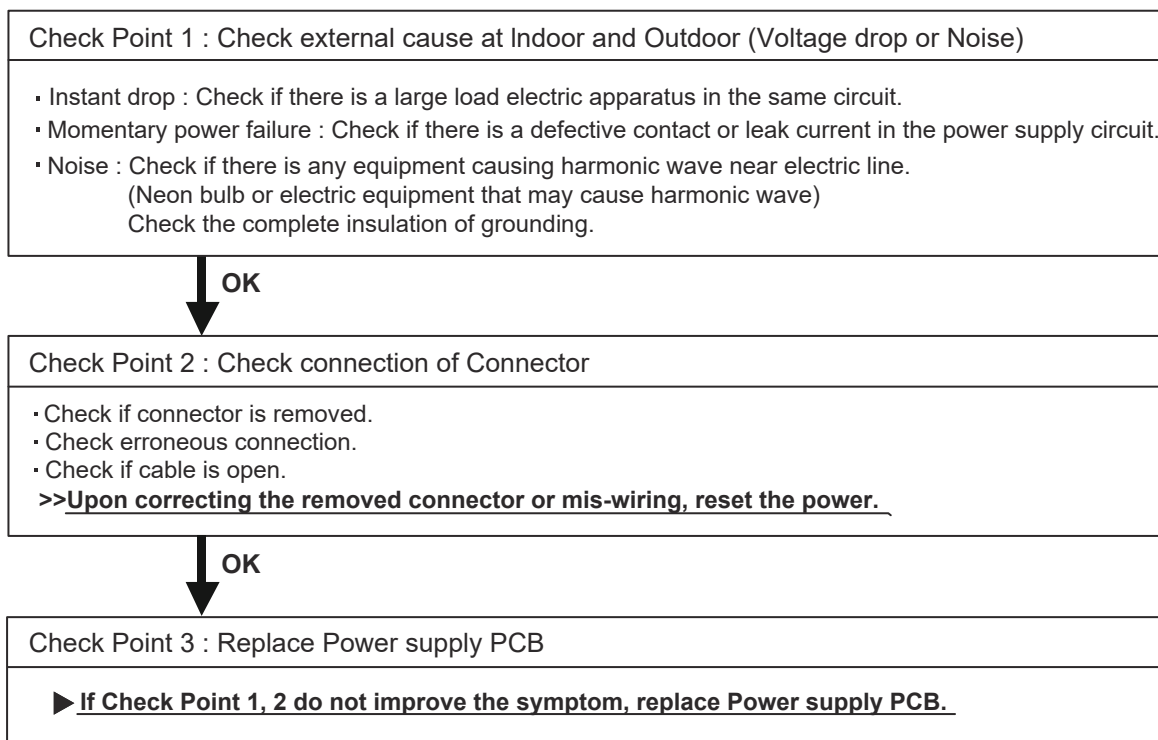 Check Point 1 : Check external cause at Indoor and Outdoor (Voltage drop or Noise)
· Instant drop : Check if there is a large load electric apparatus in the same circuit.
· Momentary power failure : Check if there is a defective contact or leak current in the power supply circuit.
· Noise : Check if there is any equipment causing harmonic wave near electric line.
(Neon bulb or electric equipment that may cause harmonic wave)
Check the complete insulation of grounding.
OK
Check Point 2 : Check connection of Connector
· Check if connector is removed.
· Check erroneous connection.
· Check if cable is open.
>>Upon correcting the removed connector or mis-wiring, reset the power.
OK
Check Point 3 : Replace Power supply PCB
▶ If Check Point 1, 2 do not improve the symptom, replace Power supply PCB.